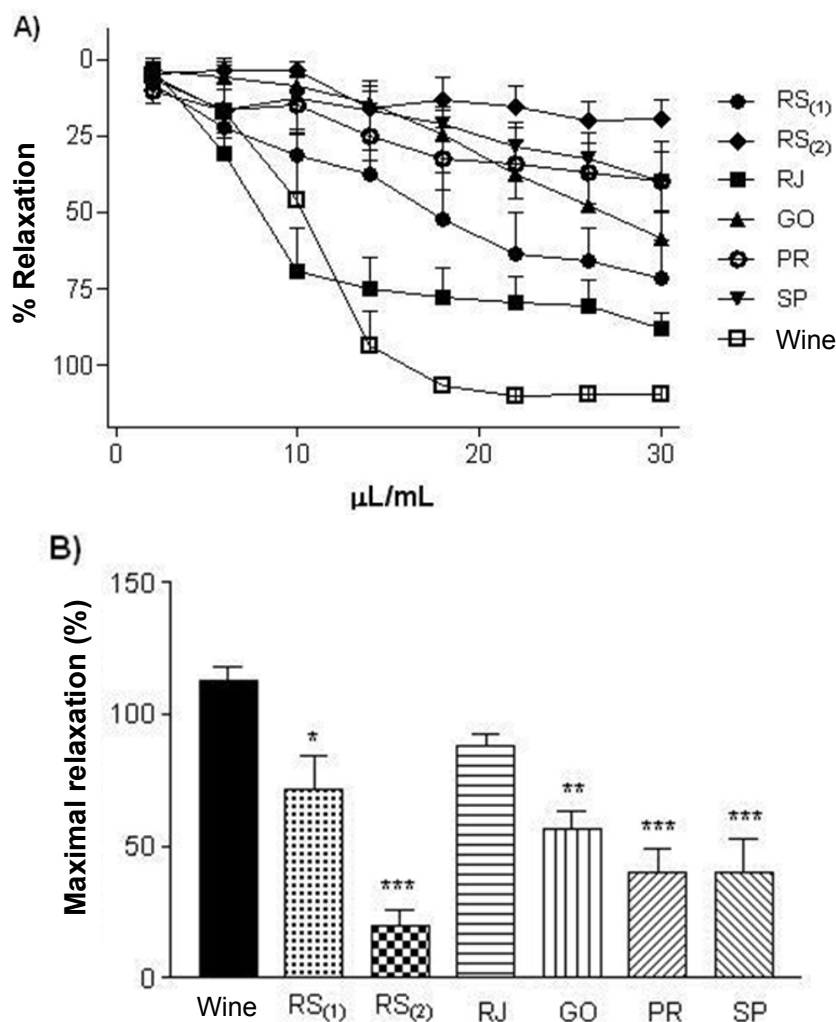 A)
0
25
50
75
100
% Relaxation
0 10 20 30
µL/mL
RS(1)
RS(2)
RJ
GO
PR
SP
Wine
B)
150
100
50
0
Maximal relaxation (%)
*
***
**
***
***
Wine RS(1) RS(2) RJ GO PR SP